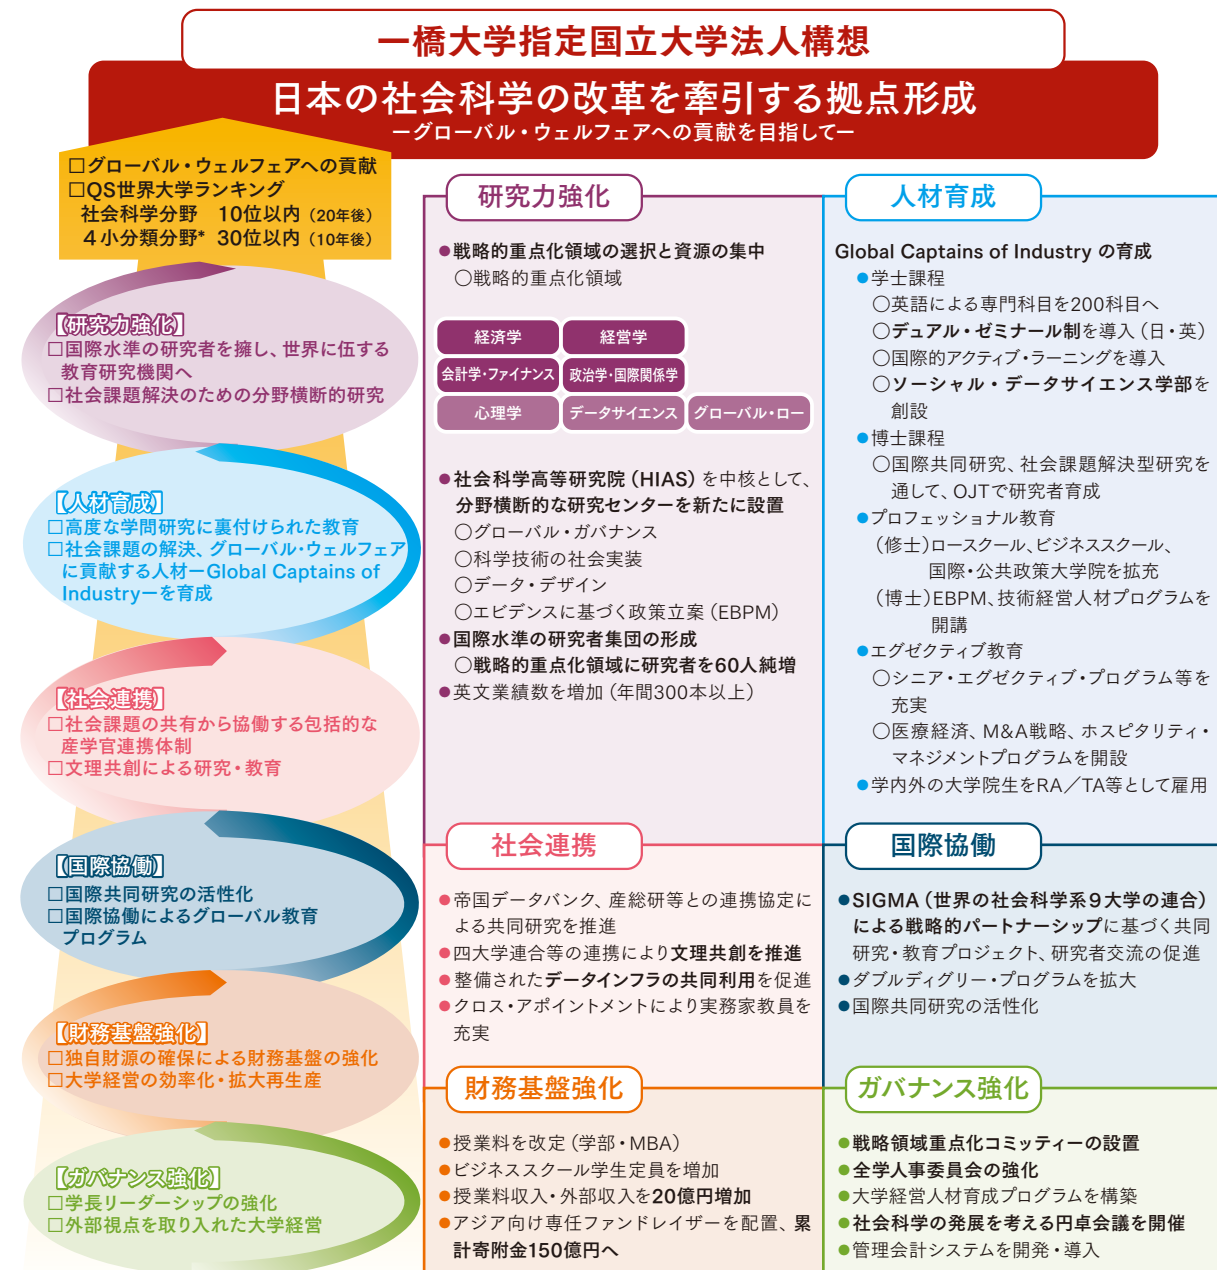 一橋大学指定国立大学法人構想
日本の社会科学の改革を牽引する拠点形成
ーグローバル・ウェルフェアへの貢献を目指してー
□グローバル・ウェルフェアへの貢献
□QS世界大学ランキング
社会科学分野 10位以内（20年後）
４小分類分野* 30位以内（10年後）
【研究力強化】
□国際水準の研究者を擁し、世界に伍する
教育研究機関へ
□社会課題解決のための分野横断的研究
【人材育成】
□高度な学問研究に裏付けられた教育
□社会課題の解決、グローバル・ウェルフェア
に貢献する人材ーGlobal Captains of
Industryーを育成
【社会連携】
□社会課題の共有から協働する包括的な
産学官連携体制
□文理共創による研究・教育
【国際協働】
□国際共同研究の活性化
□国際協働によるグローバル教育
プログラム
【財務基盤強化】
□独自財源の確保による財務基盤の強化
□大学経営の効率化・拡大再生産
【ガバナンス強化】
□学長リーダーシップの強化
□外部視点を取り入れた大学経営
研究力強化
●戦略的重点化領域の選択と資源の集中
○戦略的重点化領域
経済学 経営学
会計学・ファイナンス 政治学・国際関係学
心理学 データサイエンス グローバル・ロー
●社会科学高等研究院（HIAS）を中核として、
分野横断的な研究センターを新たに設置
○グローバル・ガバナンス
○科学技術の社会実装
○データ・デザイン
○エビデンスに基づく政策立案（EBPM）
●国際水準の研究者集団の形成
○戦略的重点化領域に研究者を60人純増
●英文業績数を増加（年間300本以上）
人材育成
Global Captains of Industry の育成
●学士課程
○英語による専門科目を200科目へ
○デュアル・ゼミナール制を導入（日・英）
○国際的アクティブ・ラーニングを導入
○ソーシャル・データサイエンス学部を
創設
●博士課程
○国際共同研究、社会課題解決型研究を
通して、OJTで研究者育成
●プロフェッショナル教育
（修士）ロースクール、ビジネススクール、
国際・公共政策大学院を拡充
（博士）EBPM、技術経営人材プログラムを
開講
●エグゼクティブ教育
○シニア・エグゼクティブ・プログラム等を
充実
○医療経済、M&A戦略、ホスピタリティ・
マネジメントプログラムを開設
●学内外の大学院生をRA／TA等として雇用
社会連携
●帝国データバンク、産総研等との連携協定に
よる共同研究を推進
●四大学連合等の連携により文理共創を推進
●整備されたデータインフラの共同利用を促進
●クロス・アポイントメントにより実務家教員を
充実
国際協働
●SIGMA（世界の社会科学系９大学の連合）
による戦略的パートナーシップに基づく共同
研究・教育プロジェクト、研究者交流の促進
●ダブルディグリー・プログラムを拡大
●国際共同研究の活性化
財務基盤強化
●授業料を改定（学部・MBA）
●ビジネススクール学生定員を増加
●授業料収入・外部収入を20億円増加
●アジア向け専任ファンドレイザーを配置、累
計寄附金150億円へ
ガバナンス強化
●戦略領域重点化コミッティーの設置
●全学人事委員会の強化
●大学経営人材育成プログラムを構築
●社会科学の発展を考える円卓会議を開催
●管理会計システムを開発・導入